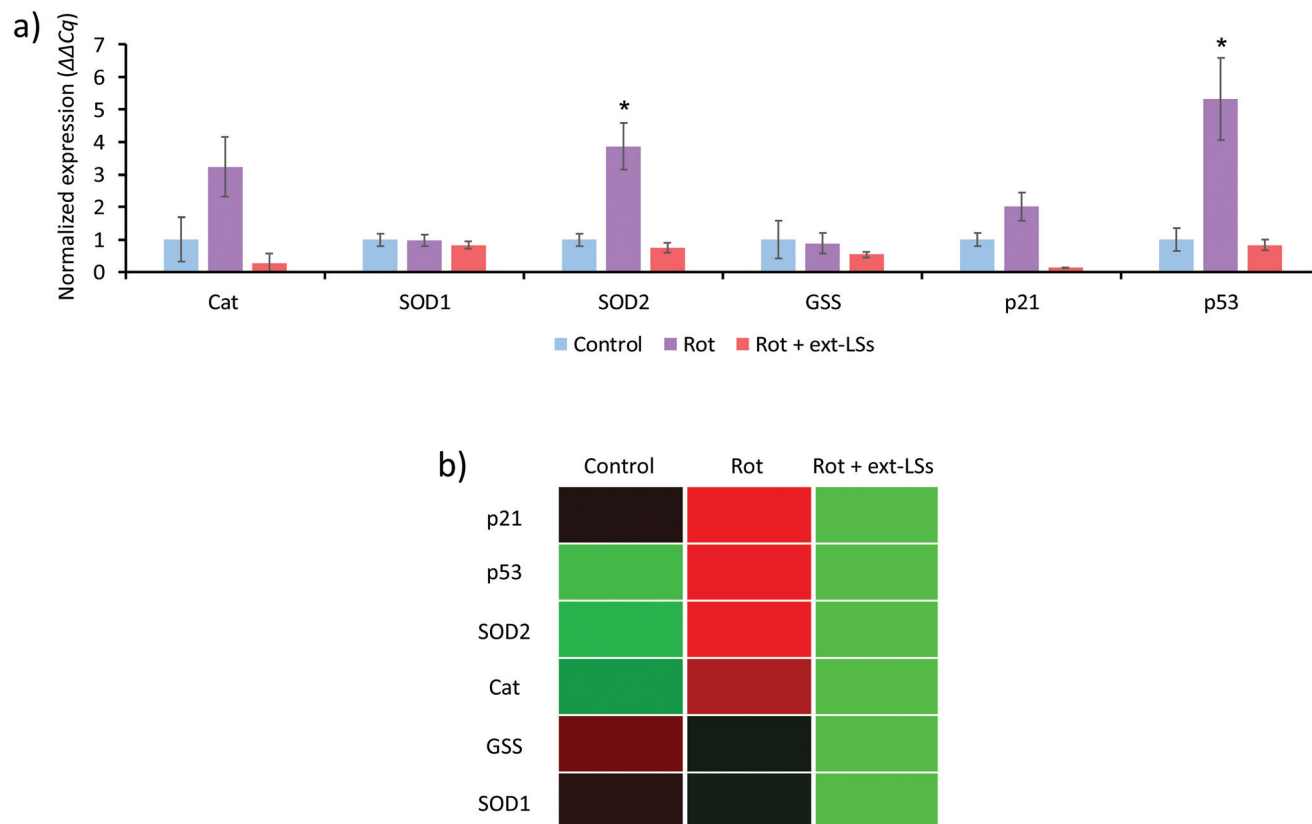 a)
Normalized expression (ΔΔCq)
7
6
5
4
3
2
1
0
*
*
Cat SOD1 SOD2 GSS p21 p53
Control Rot Rot + ext-LSs
b)
Control Rot Rot + ext-LSs
p21
p53
SOD2
Cat
GSS
SOD1